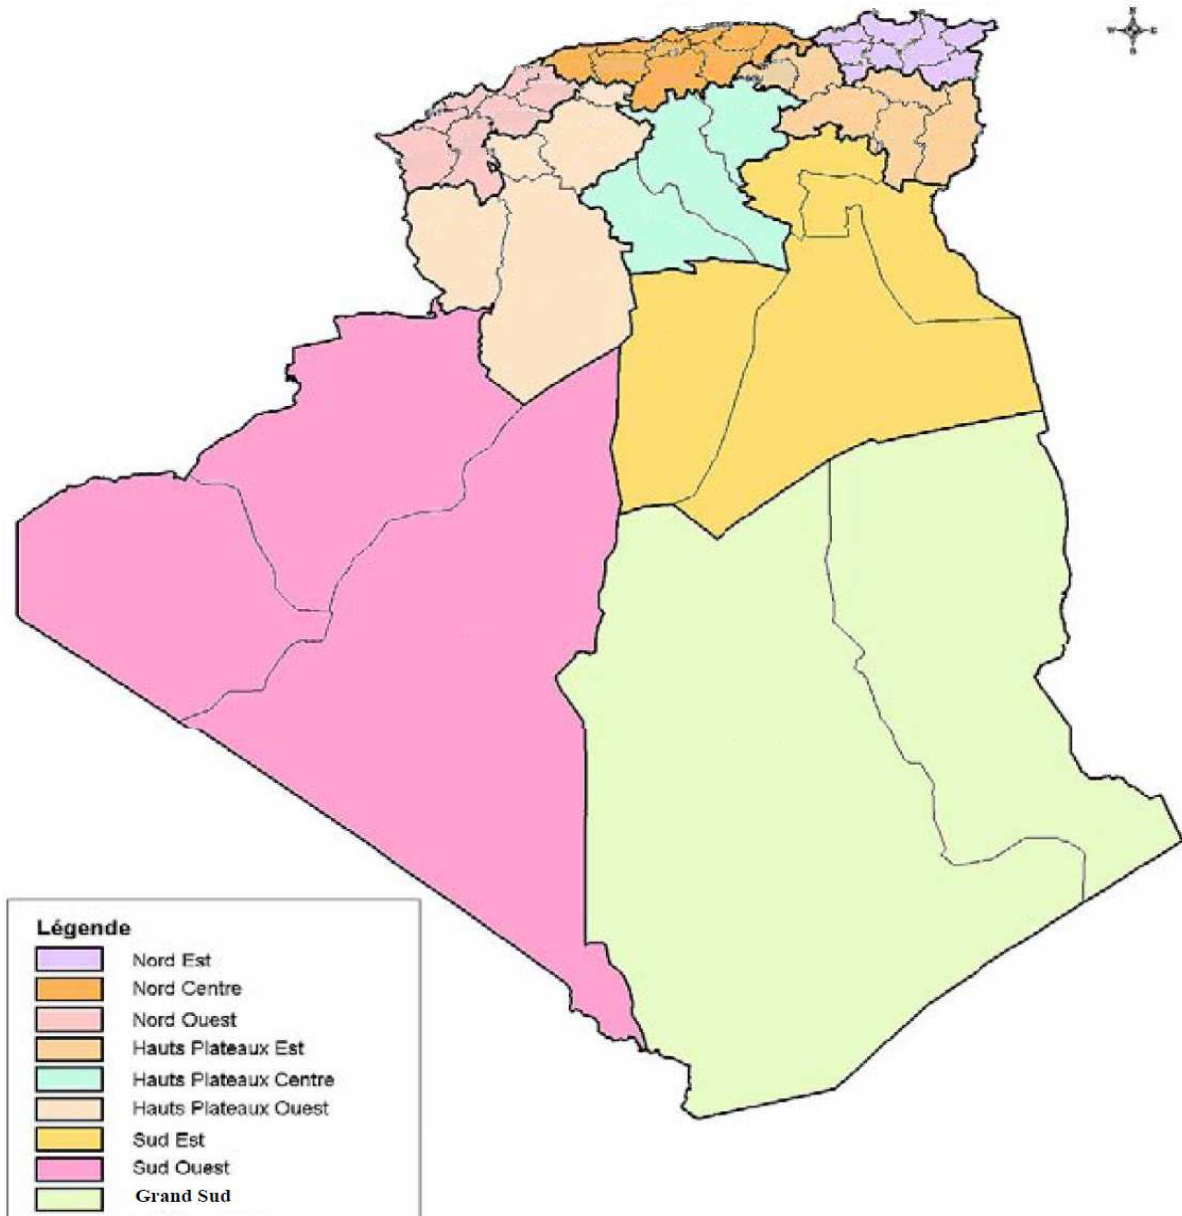 N
W E
S
Légende
Nord Est
Nord Centre
Nord Ouest
Hauts Plateaux Est
Hauts Plateaux Centre
Hauts Plateaux Ouest
Sud Est
Sud Ouest
Grand Sud